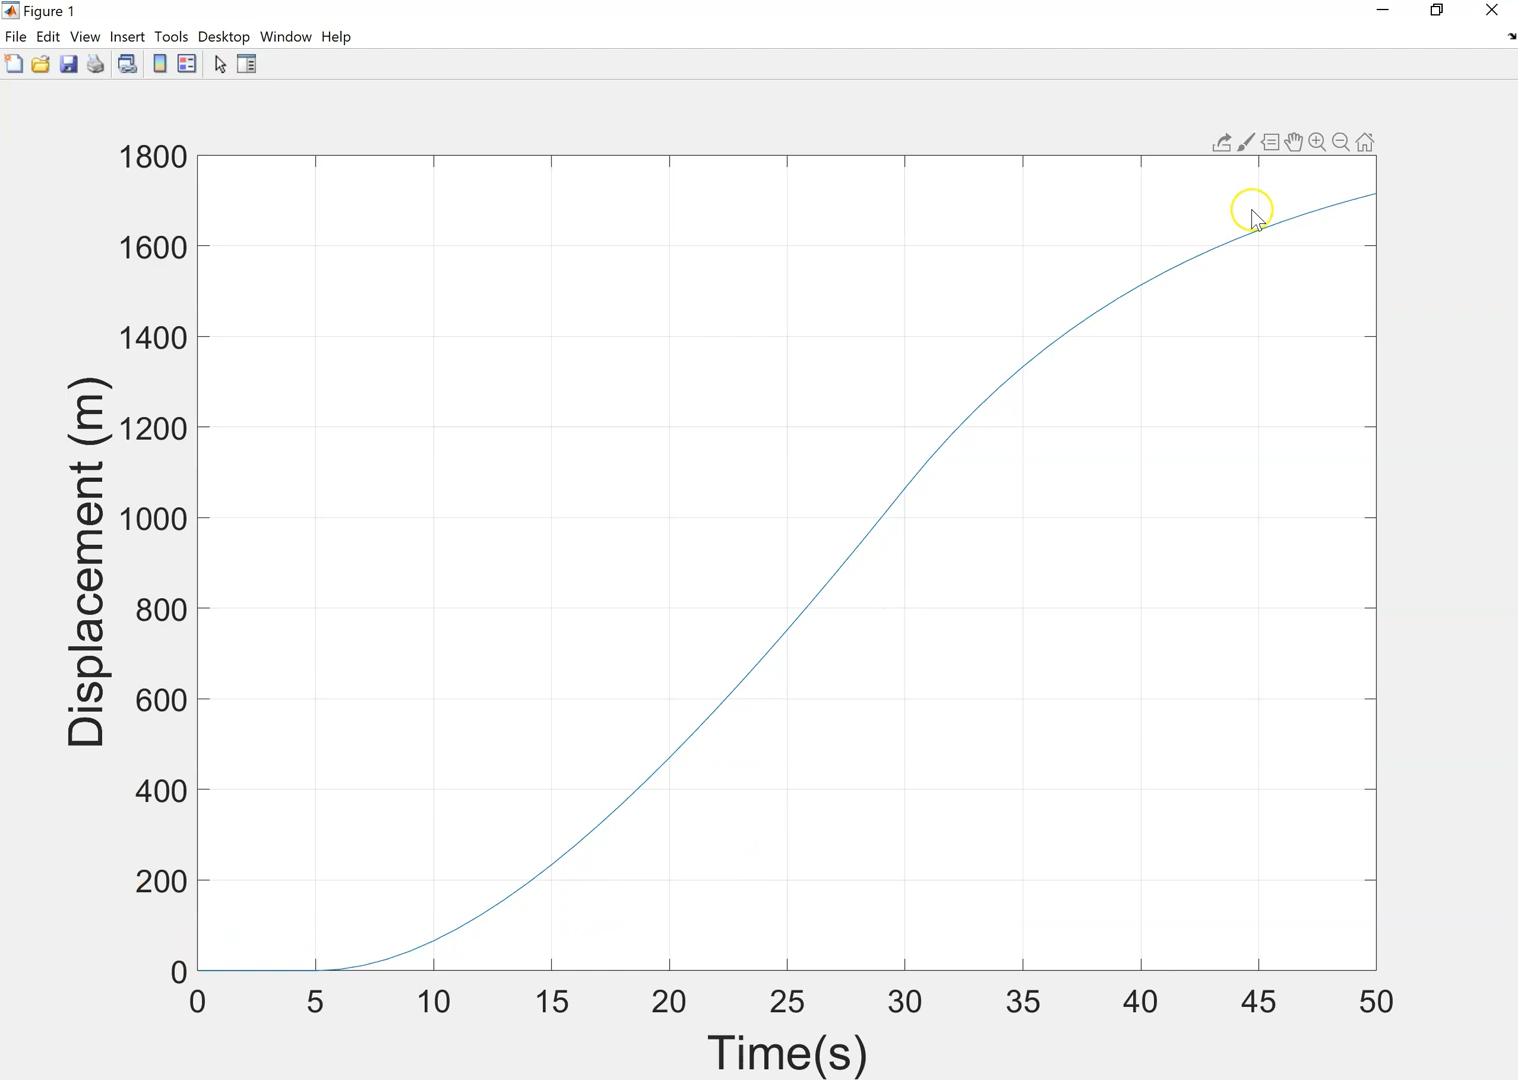 Figure 1
File Edit View Insert Tools Desktop Window Help
1800
1600
1400
1200
1000
800
600
400
200
0
Displacement (m)
0 5 10 15 20 25 30 35 40 45 50
Time(s)